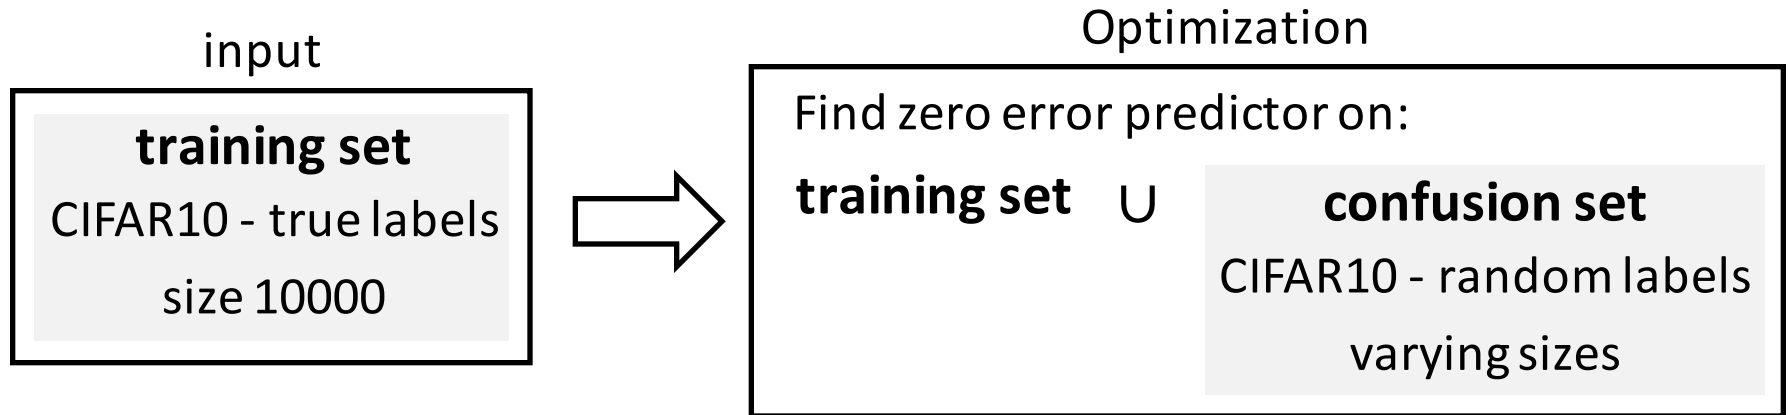 input
training set
CIFAR10 - true labels
size 10000
Optimization
Find zero error predictor on:
training set ∪
confusion set
CIFAR10 - random labels
varying sizes